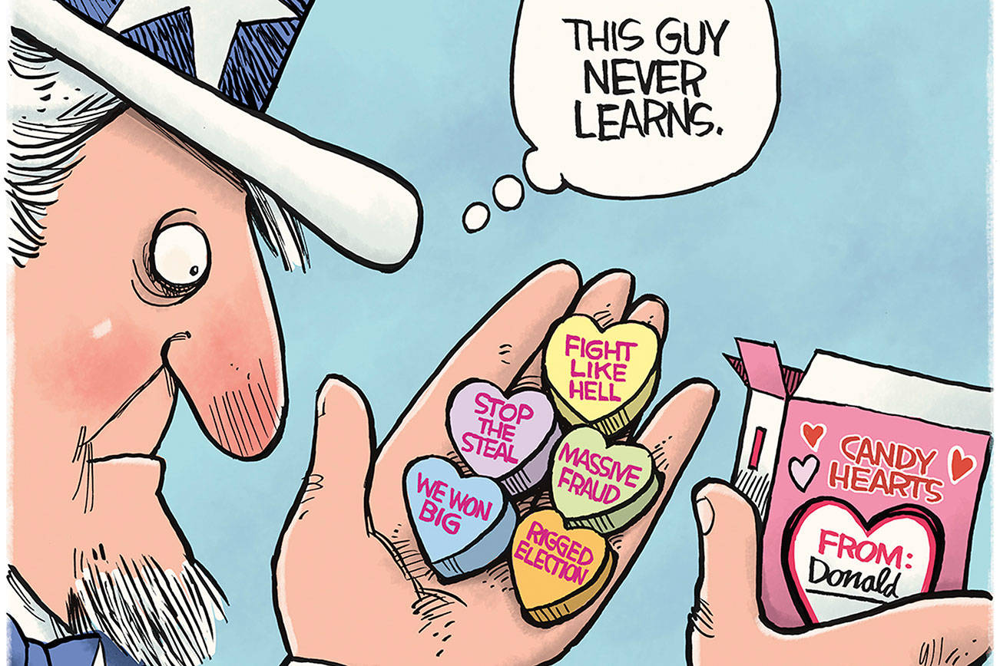 THIS GUY
NEVER
LEARNS.
FIGHT
LIKE
HELL
STOP
THE
STEAL
MASSIVE
FRAUD
WE WON
BIG
RIGGED
ELECTION
CANDY
HEARTS
FROM:
Donald